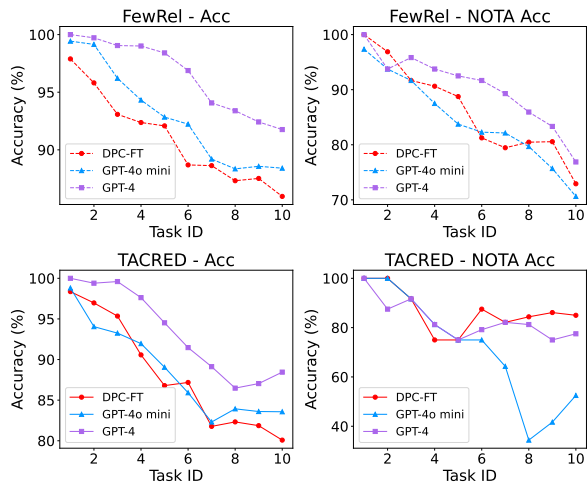 FewRel - Acc
Accuracy (%)
100
95
90
DPC-FT
GPT-4o mini
GPT-4
2 4 6 8 10
Task ID
FewRel - NOTA Acc
Accuracy (%)
100
90
80
70
DPC-FT
GPT-4o mini
GPT-4
2 4 6 8 10
Task ID
TACRED - Acc
Accuracy (%)
100
95
90
85
80
DPC-FT
GPT-4o mini
GPT-4
2 4 6 8 10
Task ID
TACRED - NOTA Acc
Accuracy (%)
100
80
60
40
DPC-FT
GPT-4o mini
GPT-4
2 4 6 8 10
Task ID